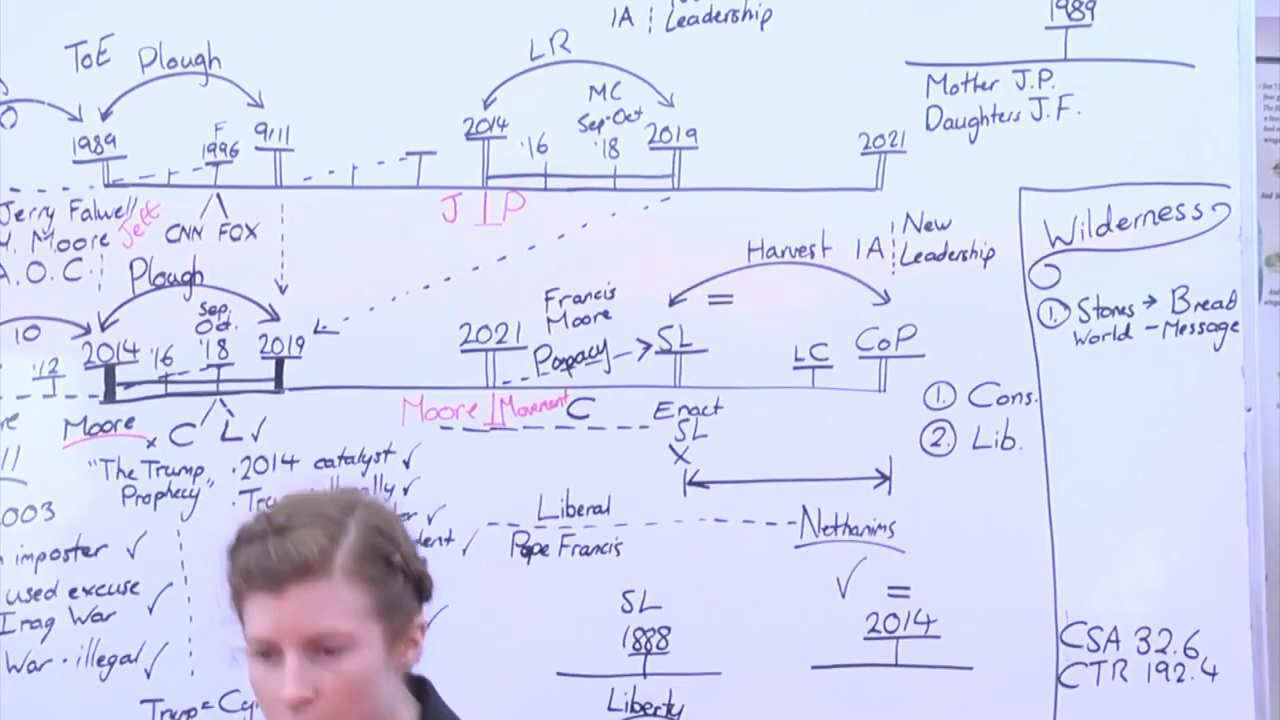 IA Leadership
1989
Mother J.P.
Daughters J.F.
ToE Plough
LR
MC
Sep-Oct
1989
F
1996
9/11
2014
'16
'18
2019
2021
J P
Jerry Falwell
Moore Jeff
A.O.C.
CNN FOX
Plough
Sep.
Oct.
10
'12
2014
'16
'18
2019
Francis
Moore
Papacy
2021
SL
Harvest IA New
Leadership
LC
CoP
Moore
C L ✓
Moore Movement C
Enact
SL
X
① Cons.
② Lib.
"The Trump
Prophecy"
2014 catalyst ✓
11
003
imposter ✓
used excuse
Iraq War ✓
War · illegal ✓
Liberal
Pope Francis
Nethanims
✓ =
2014
SL
1888
Liberty
Wilderness
① Stones → Bread
World - Message
CSA 32.6
CTR 192.4